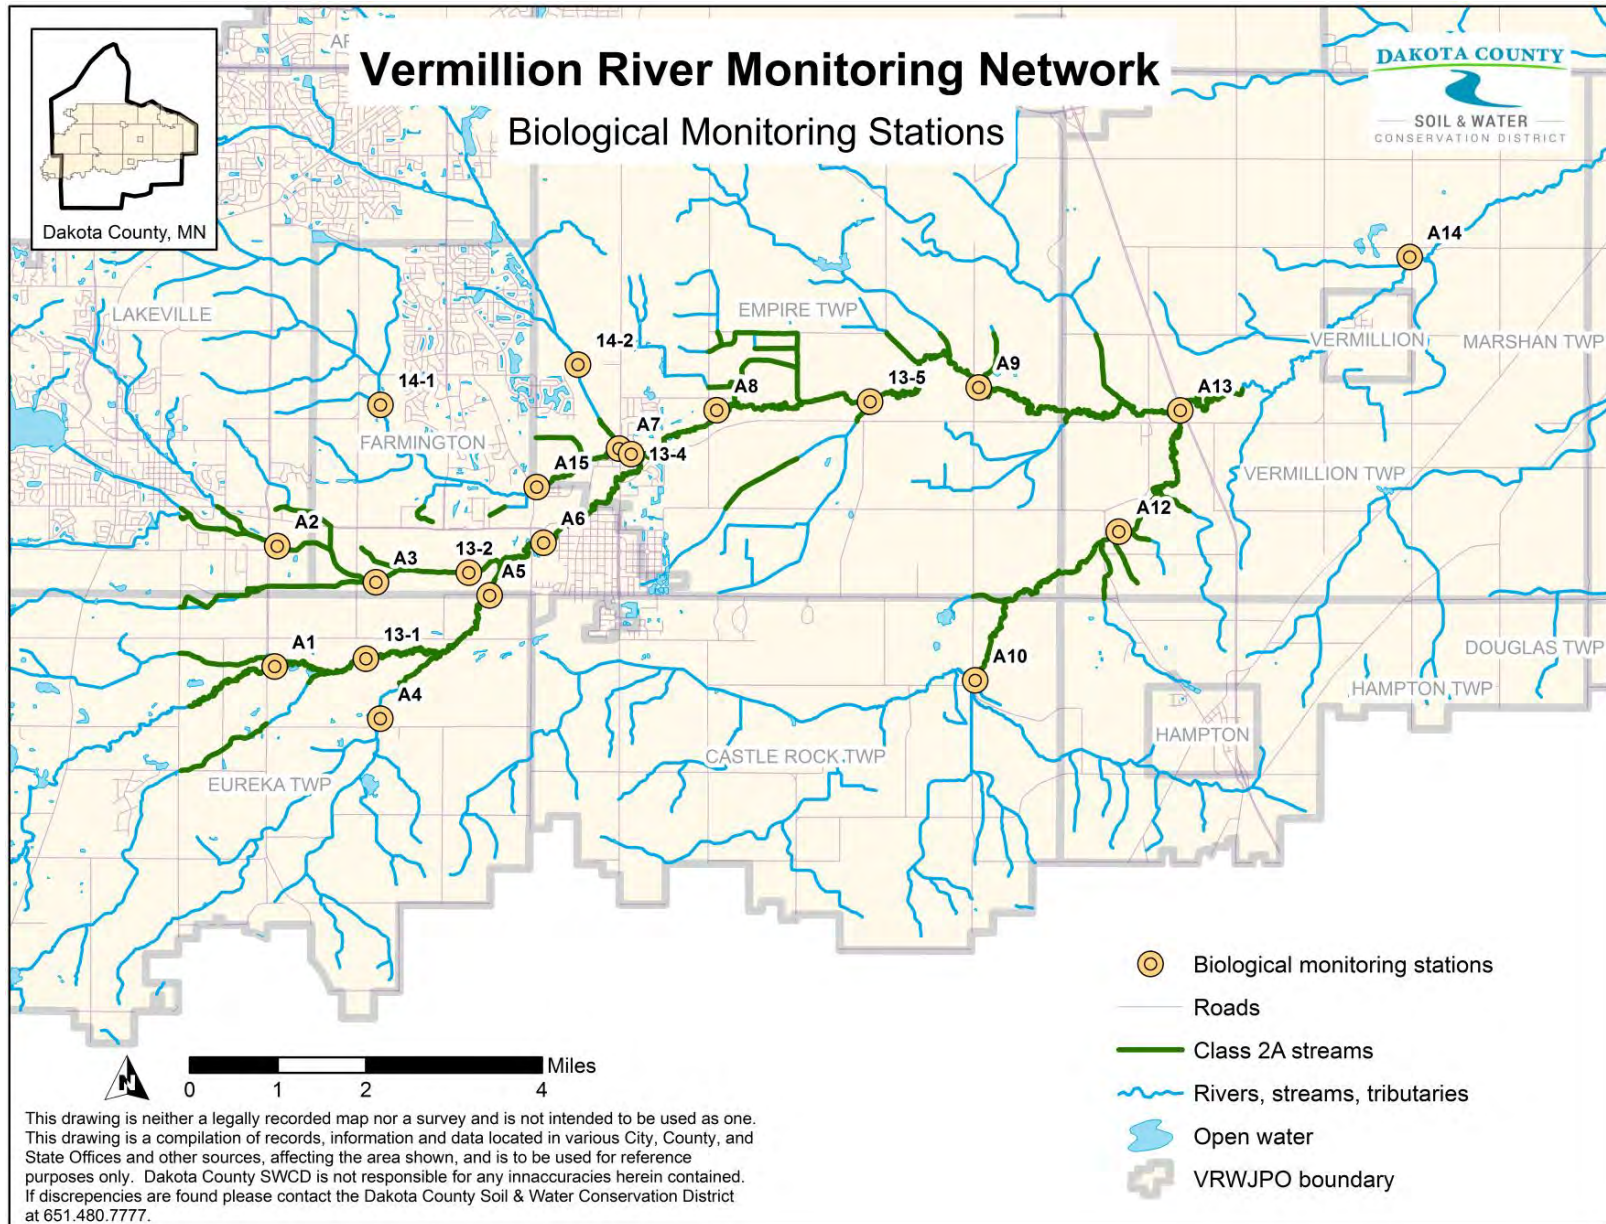 Vermillion River Monitoring Network
Biological Monitoring Stations
DAKOTA COUNTY
SOIL & WATER
CONSERVATION DISTRICT
Dakota County, MN
A14
LAKEVILLE
EMPIRE TWP
VERMILLION
MARSHAN TWP
14-2
14-1
A8
13-5
A9
A13
A7
FARMINGTON
13-4
A15
VERMILLION TWP
A2
A6
A12
A3
13-2
A5
A1
13-1
A10
DOUGLAS TWP
A4
HAMPTON TWP
HAMPTON
CASTLE ROCK TWP
EUREKA TWP
Biological monitoring stations
Roads
Class 2A streams
Rivers, streams, tributaries
Open water
VRWJPO boundary
N
Miles
0 1 2 4
This drawing is neither a legally recorded map nor a survey and is not intended to be used as one.
This drawing is a compilation of records, information and data located in various City, County, and
State Offices and other sources, affecting the area shown, and is to be used for reference
purposes only. Dakota County SWCD is not responsible for any innaccuracies herein contained.
If discrepencies are found please contact the Dakota County Soil & Water Conservation District
at 651.480.7777.